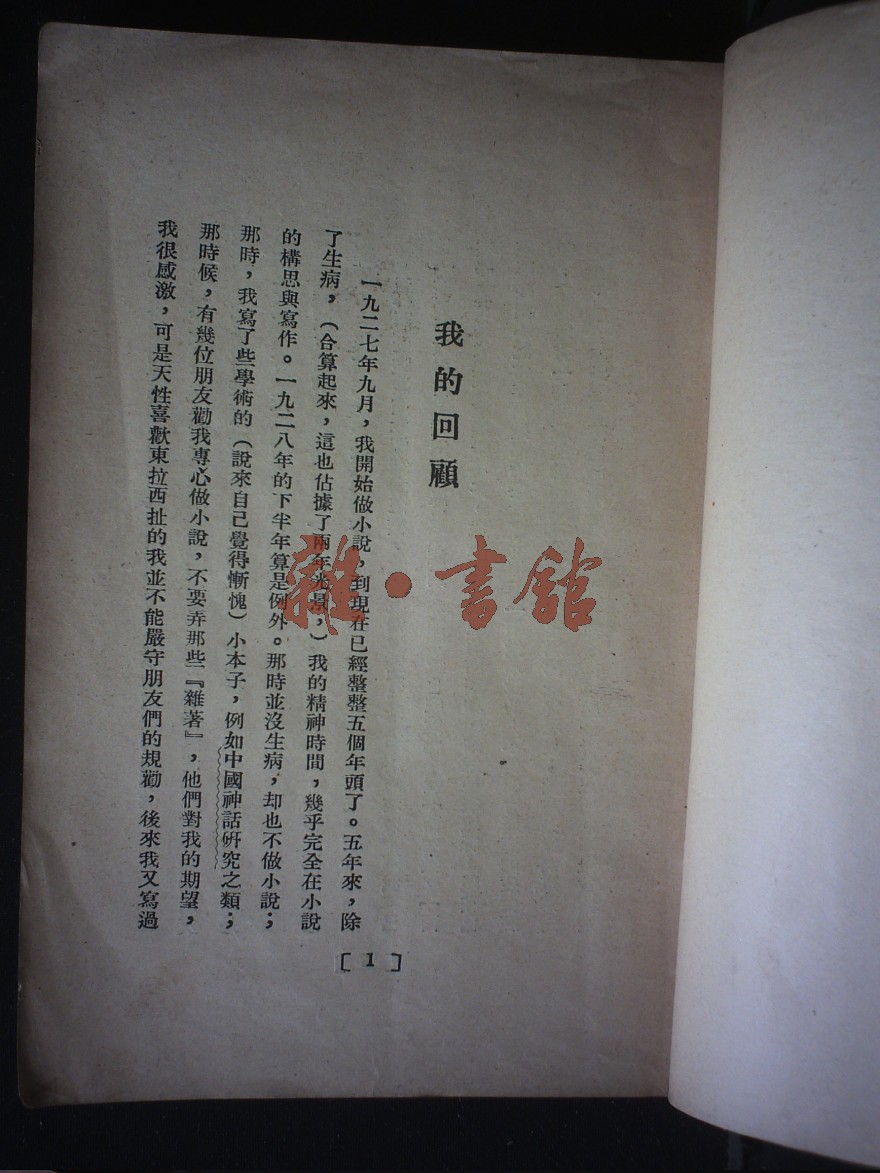 我的回顧
一九二七年九月，我開始做小說，到現在已經整整五個年頭了。五年來，除
了生病，（合算起來，這也佔據了兩年光景，）我的精神時間，幾乎完全在小說
的構思與寫作。一九二八年的下半年算是例外。那時並沒生病，却也不做小說；
那時，我寫了些學術的（說來自己覺得慚愧）小本子，例如中國神話研究之類；
那時候，有幾位朋友勸我專心做小說，不要弄那些『雜著』，他們對我的期望，
我很感激，可是天性喜歡東拉西扯的我並不能嚴守朋友們的規勸，後來我又寫過
[1]
雜·書館